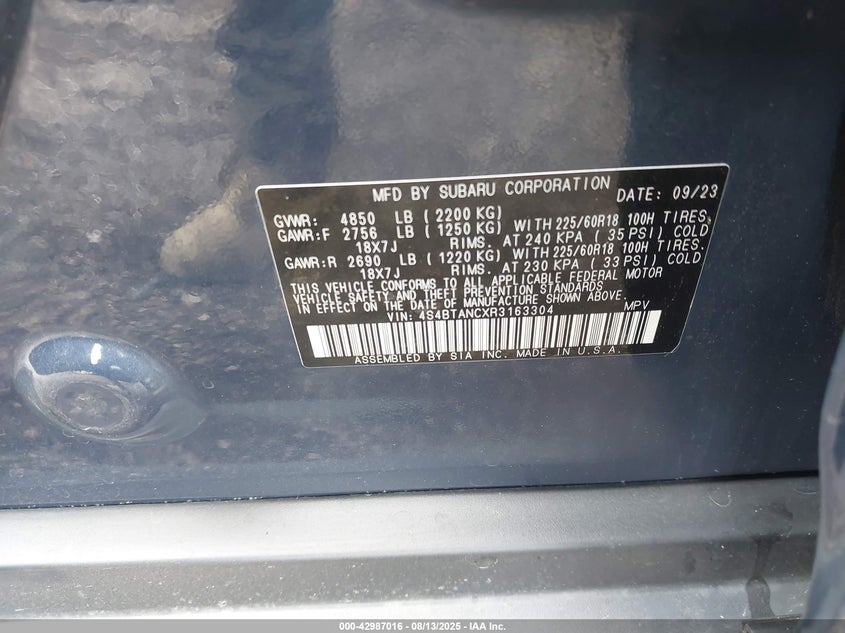 MFD BY SUBARU CORPORATION DATE: 09/23
GVWR: 4850 LB (2200 KG)
GAWR:F 2756 LB (1250 KG) WITH 225/60R18 100H TIRES,
18X7J RIMS. AT 240 KPA (35 PSI) COLD
GAWR:R 2690 LB (1220 KG) WITH 225/60R18 100H TIRES,
18X7J RIMS. AT 230 KPA (33 PSI) COLD
THIS VEHICLE CONFORMS TO ALL APPLICABLE FEDERAL MOTOR
VEHICLE SAFETY AND THEFT PREVENTION STANDARDS
IN EFFECT ON THE DATE OF MANUFACTURE SHOWN ABOVE.
VIN: 4S4BTANCXR3163304 MPV
ASSEMBLED BY SIA INC. MADE IN U.S.A.
000-42987016 - 08/13/2025 - IAA Inc.